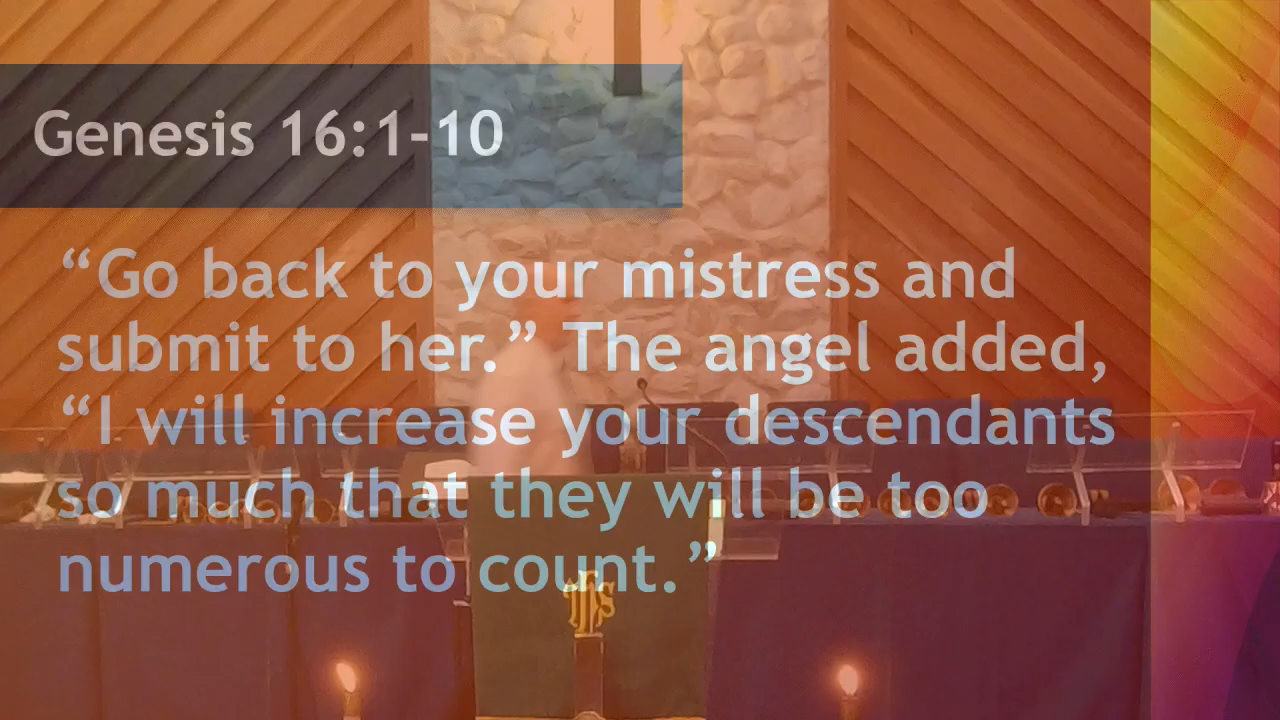 Genesis 16:1-10
“Go back to your mistress and
submit to her.” The angel added,
“I will increase your descendants
so much that they will be too
numerous to count.”
IHS